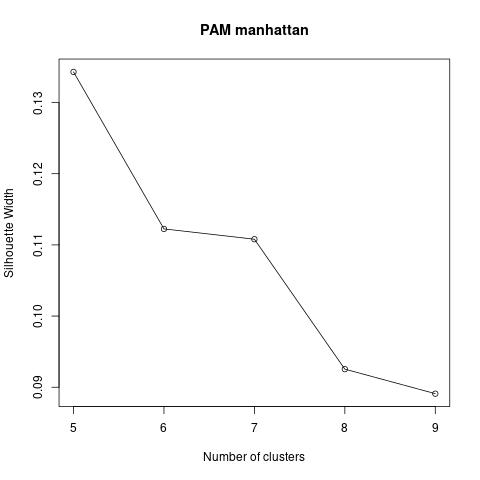 PAM manhattan
Silhouette Width
0.13
0.12
0.11
0.10
0.09
5 6 7 8 9
Number of clusters